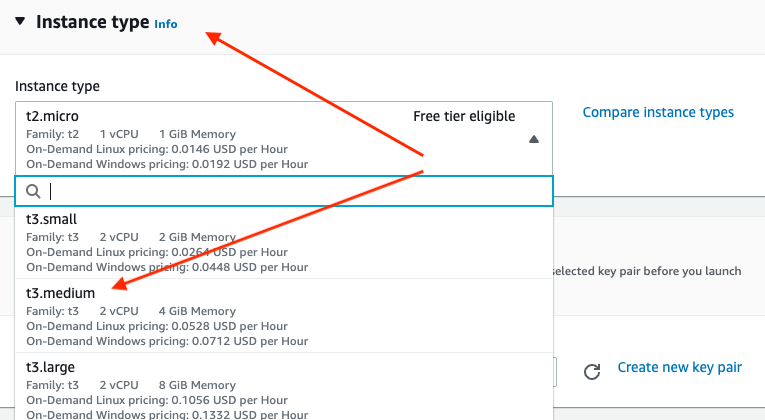 Instance type Info
Instance type
t2.micro Free tier eligible
Family: t2 1 vCPU 1 GiB Memory
On-Demand Linux pricing: 0.0146 USD per Hour
On-Demand Windows pricing: 0.0192 USD per Hour
Compare instance types
t3.small
Family: t3 2 vCPU 2 GiB Memory
On-Demand Linux pricing: 0.0264 USD per Hour
On-Demand Windows pricing: 0.0448 USD per Hour
t3.medium
Family: t3 2 vCPU 4 GiB Memory
On-Demand Linux pricing: 0.0528 USD per Hour
On-Demand Windows pricing: 0.0712 USD per Hour
selected key pair before you launch
t3.large
Family: t3 2 vCPU 8 GiB Memory
On-Demand Linux pricing: 0.1056 USD per Hour
On-Demand Windows pricing: 0.1332 USD per Hour
Create new key pair